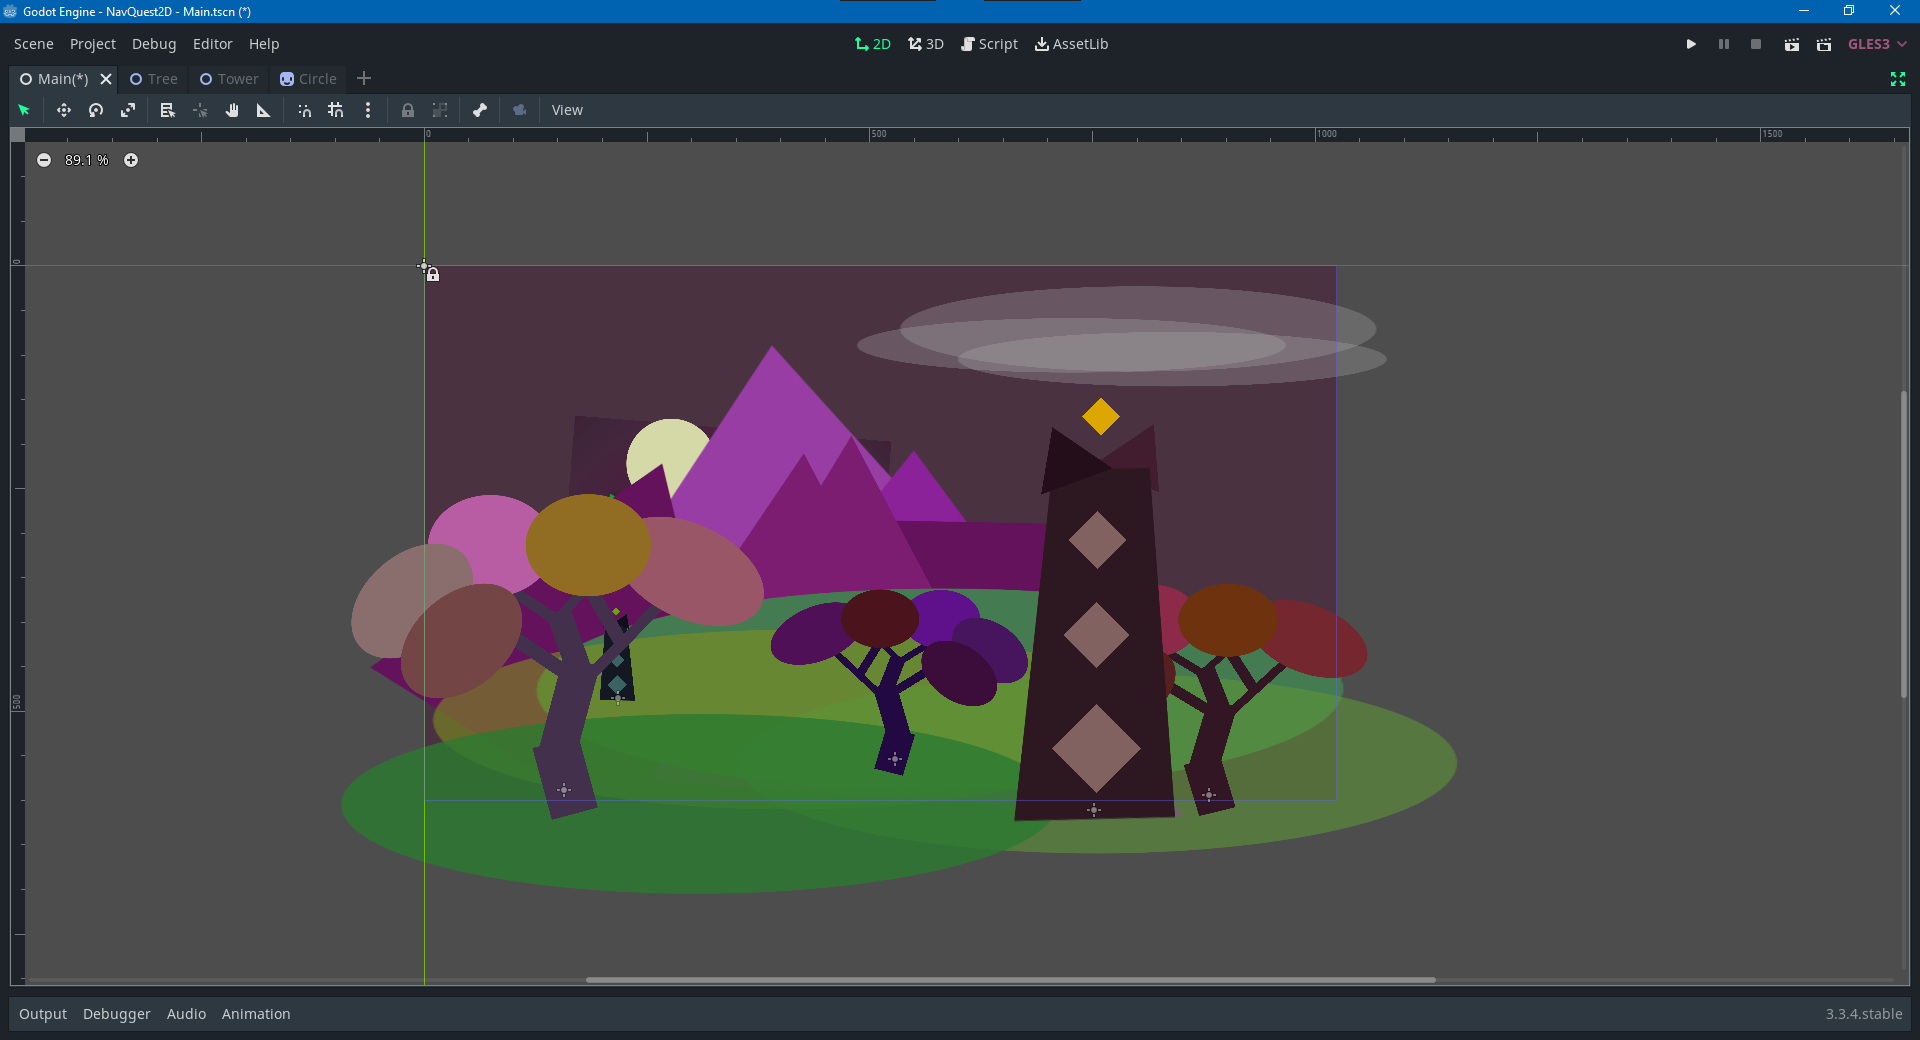 Godot Engine - NavQuest2D - Main.tscn (*)
Scene Project Debug Editor Help 2D 3D Script AssetLib GLES3
Main(*) Tree Tower Circle
View
0 500 1000 1500
89.1 %
0
500
Output Debugger Audio Animation 3.3.4.stable